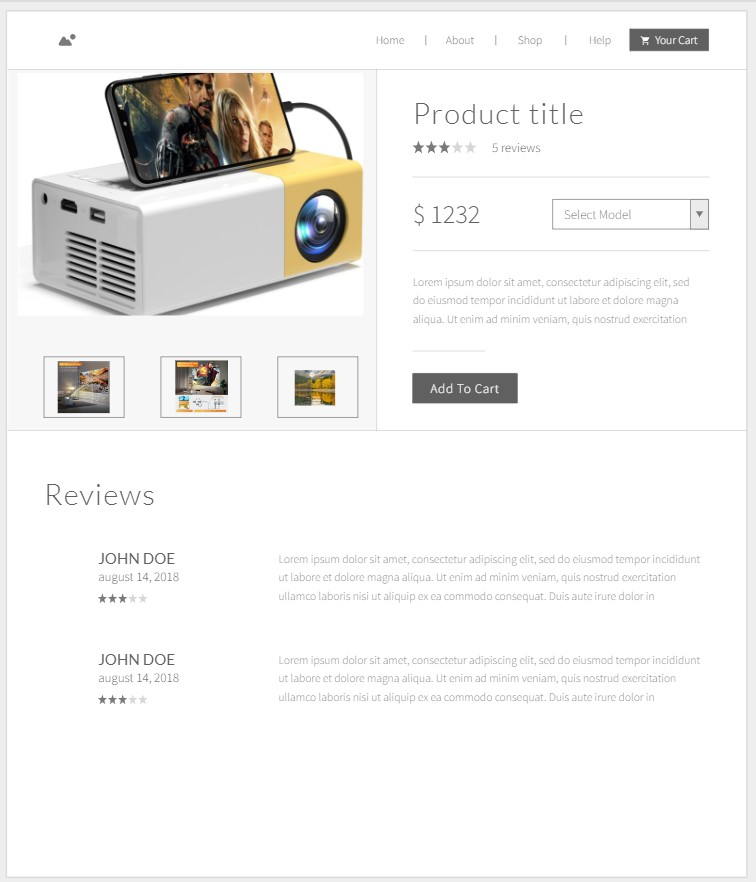 Home | About | Shop | Help Your Cart
Product title
5 reviews
$ 1232 Select Model
Lorem ipsum dolor sit amet, consectetur adipiscing elit, sed
do eiusmod tempor incididunt ut labore et dolore magna
aliqua. Ut enim ad minim veniam, quis nostrud exercitation
Add To Cart
Reviews
JOHN DOE
august 14, 2018
Lorem ipsum dolor sit amet, consectetur adipiscing elit, sed do eiusmod tempor incididunt
ut labore et dolore magna aliqua. Ut enim ad minim veniam, quis nostrud exercitation
ullamco laboris nisi ut aliquip ex ea commodo consequat. Duis aute irure dolor in
JOHN DOE
august 14, 2018
Lorem ipsum dolor sit amet, consectetur adipiscing elit, sed do eiusmod tempor incididunt
ut labore et dolore magna aliqua. Ut enim ad minim veniam, quis nostrud exercitation
ullamco laboris nisi ut aliquip ex ea commodo consequat. Duis aute irure dolor in